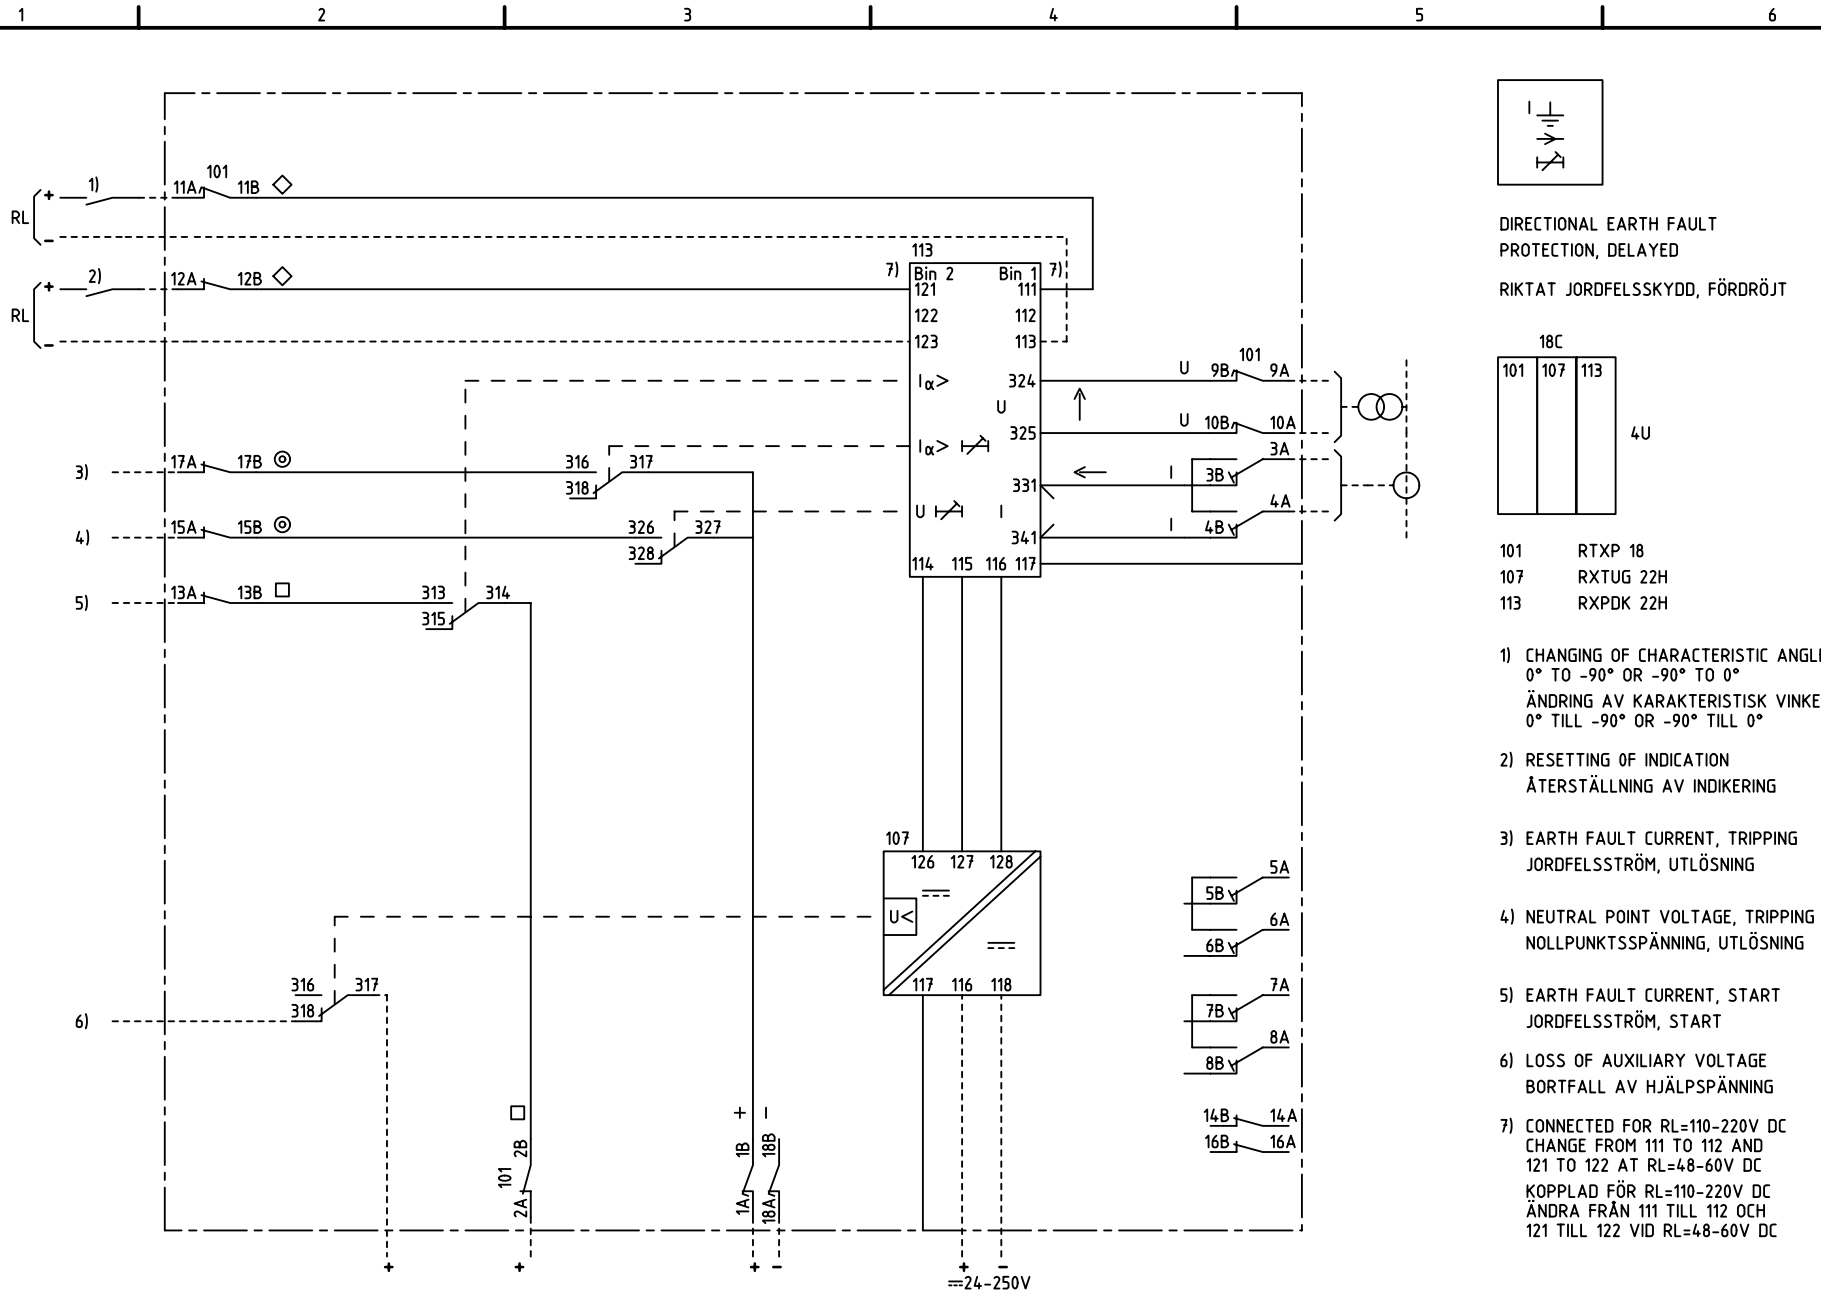 1 2 3 4 5 6
DIRECTIONAL EARTH FAULT
PROTECTION, DELAYED
RIKTAT JORDFELSSKYDD, FÖRDRÖJT
18C
101 107 113
4U
101 RTXP 18
107 RXTUG 22H
113 RXPDK 22H
1) CHANGING OF CHARACTERISTIC
0° TO -90° OR -90° TO 0°
ÄNDRING AV KARAKTERISTISK
0° TILL -90° OR -90° TILL 0°
2) RESETTING OF INDICATION
ÅTERSTÄLLNING AV INDIKERING
3) EARTH FAULT CURRENT, TRIPPING
JORDFELSSTRÖM, UTLÖSNING
4) NEUTRAL POINT VOLTAGE, TRIPPING
NOLLPUNKTSSPÄNNING, UTLÖSNING
5) EARTH FAULT CURRENT, START
JORDFELSSTRÖM, START
6) LOSS OF AUXILIARY VOLTAGE
BORTFALL AV HJÄLPSPÄNNING
7) CONNECTED FOR RL=110-220V DC
CHANGE FROM 111 TO 112 AND
121 TO 122 AT RL=48-60V DC
KOPPLAD FÖR RL=110-220V DC
ÄNDRA FRÅN 111 TILL 112 OCH
121 TILL 122 VID RL=48-60V DC
101
RL + 1) 11A 11B
-
113
7) Bin 2 Bin 1 7)
RL + 2) 12A 12B 121 111
122 112
- 123 113
101
Iα> 324 U 9B 9A
U
325 U 10B 10A
Iα>
3A
3) 17A 17B 316 317
318 331 I 3B
4A
U I
4) 15A 15B 326 327
328 341 I 4B
114 115 116 117
5) 13A 13B 313 314
315
107
126 127 128
U<
117 116 118
5A
5B
6A
6B
7A
7B
8A
8B
14B 14A
16B 16A
316 317
6) 318
+ -
101 2B 1B 18B
2A 1A 18A
+ + + - + -
24-250V